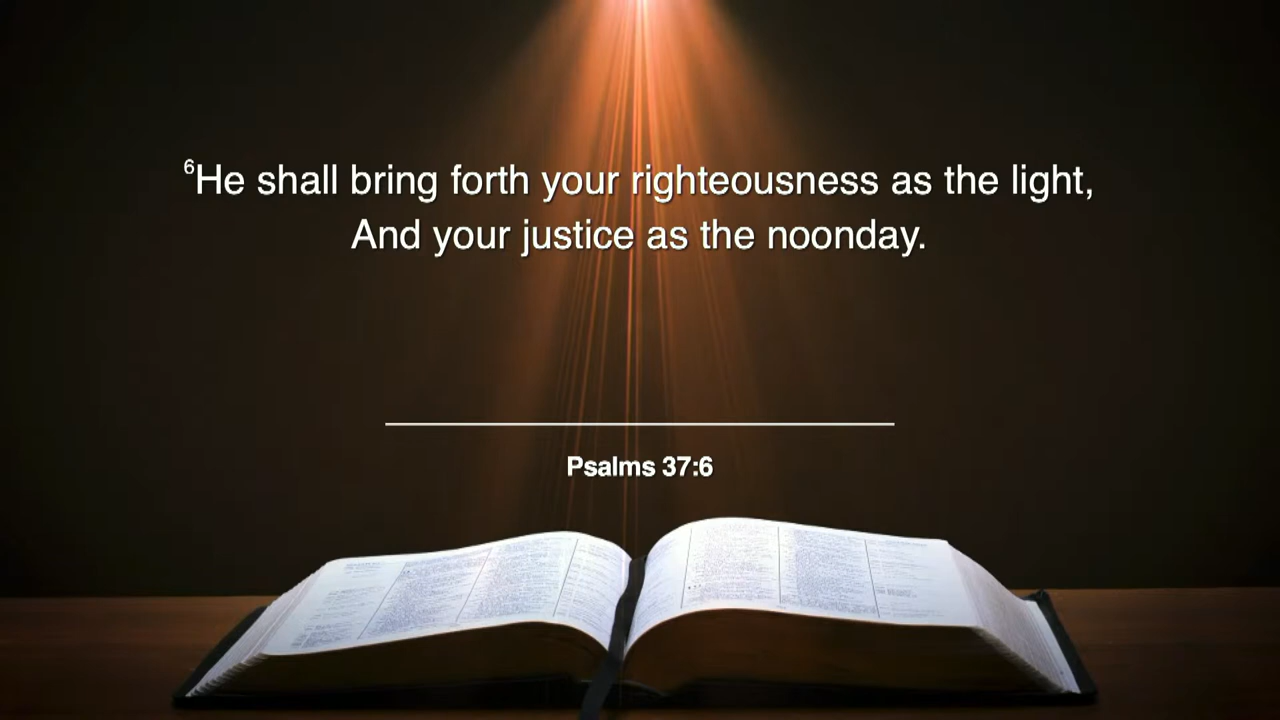 ⁶He shall bring forth your righteousness as the light,
And your justice as the noonday.
Psalms 37:6